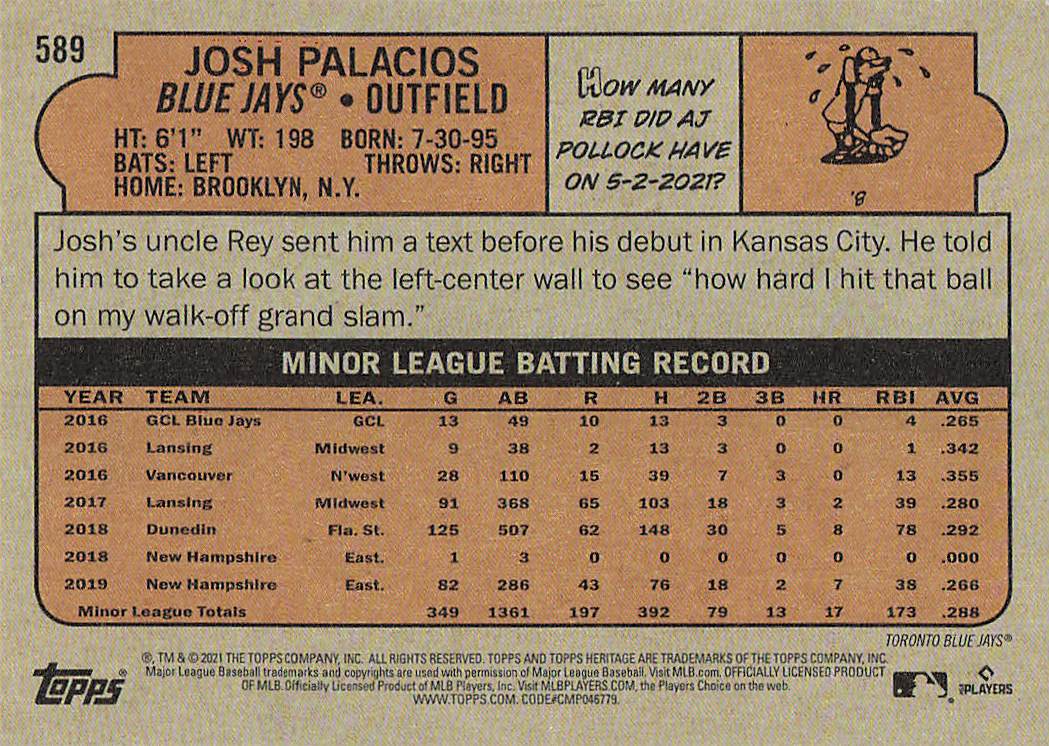 589
JOSH PALACIOS
BLUE JAYS® • OUTFIELD
HT: 6'1" WT: 198 BORN: 7-30-95
BATS: LEFT THROWS: RIGHT
HOME: BROOKLYN, N.Y.
HOW MANY
RBI DID AJ
POLLOCK HAVE
ON 5-2-2021?
'8
Josh's uncle Rey sent him a text before his debut in Kansas City. He told
him to take a look at the left-center wall to see "how hard I hit that ball
on my walk-off grand slam."
MINOR LEAGUE BATTING RECORD
YEAR TEAM LEA. G AB R H 2B 3B HR RBI AVG
2016 GCL Blue Jays GCL 13 49 10 13 3 0 0 4 .265
2016 Lansing Midwest 9 38 2 13 3 0 0 1 .342
2016 Vancouver N'west 28 110 15 39 7 3 0 13 .355
2017 Lansing Midwest 91 368 65 103 18 3 2 39 .280
2018 Dunedin Fla. St. 125 507 62 148 30 5 8 78 .292
2018 New Hampshire East. 1 3 0 0 0 0 0 0 .000
2019 New Hampshire East. 82 286 43 76 18 2 7 38 .266
Minor League Totals 349 1361 197 392 79 13 17 173 .288
TORONTO BLUE JAYS®
®, TM & © 2021 THE TOPPS COMPANY, INC. ALL RIGHTS RESERVED. TOPPS AND TOPPS HERITAGE ARE TRADEMARKS OF THE TOPPS COMPANY, INC.
Major League Baseball trademarks and copyrights are used with permission of Major League Baseball. Visit MLB.com. OFFICIALLY LICENSED PRODUCT
OF MLB. Officially Licensed Product of MLB Players, Inc. Visit MLBPLAYERS.COM, the Players Choice on the web.
WWW.TOPPS.COM. CODE#CMP046779.
topps®
PLAYERS